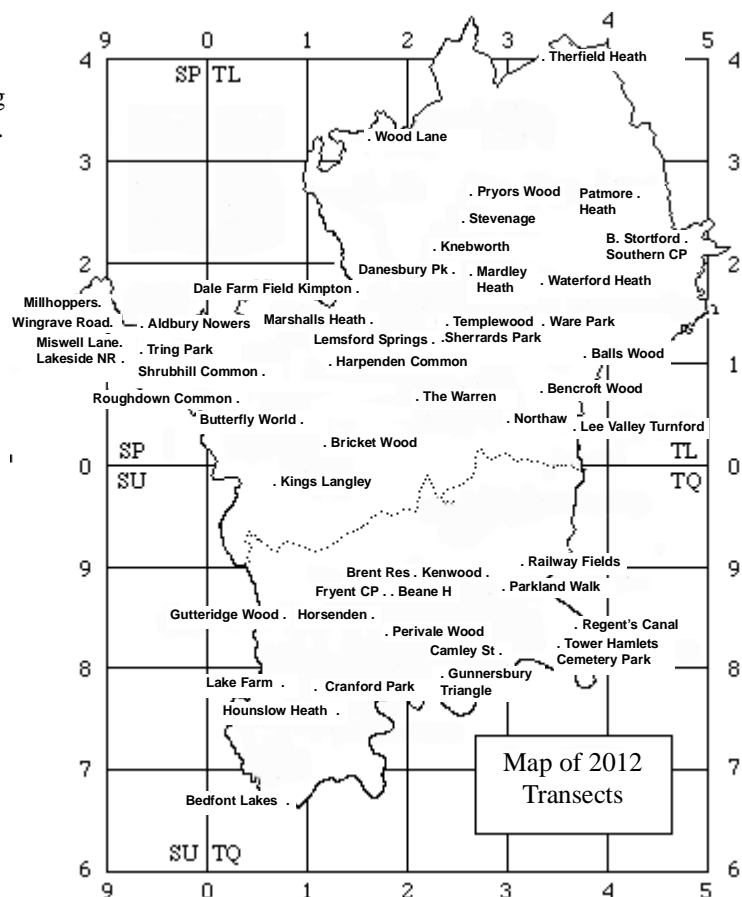 0 1 2 3 4 5
4 SP TL . Therfield Heath 4
g
.
. Wood Lane
3 3
. Pryors Wood Patmore .
Heath
. Stevenage
B. Stortford .
Southern CP
Knebworth
2 Danesbury Pk . . Mardley
Heath 2
Dale Farm Field Kimpton . . Waterford Heath
Millhoppers.
Wingrave Road. . Aldbury Nowers Marshalls Heath . . Templewood . Ware Park
Miswell Lane. Lemsford Springs . . Sherrards Park
Lakeside NR . . Tring Park . Harpenden Common . Balls Wood 1
Shrubhill Common .
Roughdown Common . . The Warren Bencroft Wood
Butterfly World . . Northaw . Lee Valley Turnford
. Bricket Wood
-
SP TL
0 0
SU TQ
. Kings Langley
9 . Railway Fields 9
Brent Res . Kenwood .
Fryent CP . . Beane H . Parkland Walk
Gutteridge Wood . Horsenden . . Regent's Canal
. Perivale Wood
Camley St . . Tower Hamlets
Cemetery Park
8 8
Lake Farm . . Cranford Park . Gunnersbury
Triangle
Hounslow Heath .
7 Map of 2012
Transects 7
Bedfont Lakes .
SU TQ
6 6
9 0 1 2 3 4 5